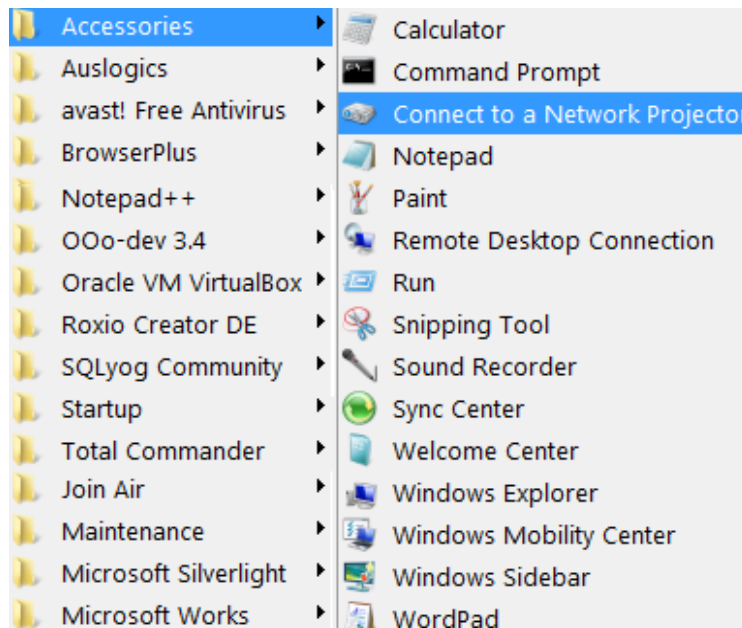 Accessories
Auslogics
avast! Free Antivirus
BrowserPlus
Notepad++
OOo-dev 3.4
Oracle VM VirtualBox
Roxio Creator DE
SQLyog Community
Startup
Total Commander
Join Air
Maintenance
Microsoft Silverlight
Microsoft Works
Calculator
Command Prompt
Connect to a Network Projector
Notepad
Paint
Remote Desktop Connection
Run
Snipping Tool
Sound Recorder
Sync Center
Welcome Center
Windows Explorer
Windows Mobility Center
Windows Sidebar
WordPad